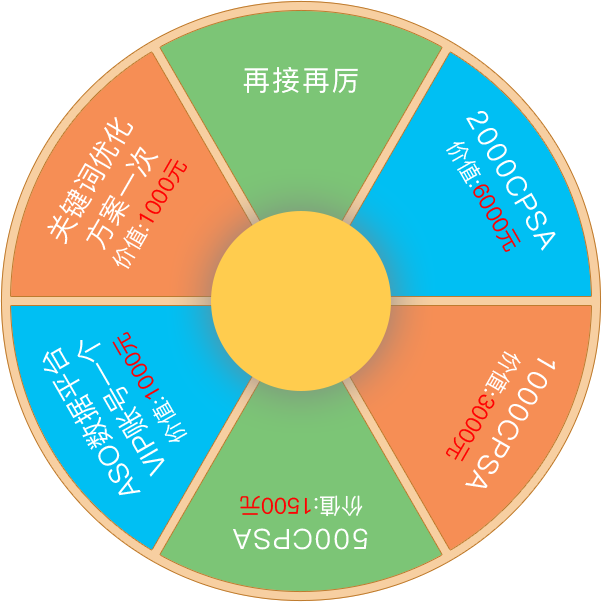 再接再厉
2000CPSA
价值:6000元
1000CPSA
价值:3000元
500CPSA
价值:1500元
ASO数据平台
VIP账号一个
价值:1000元
关键词优化
方案一次
价值:1000元